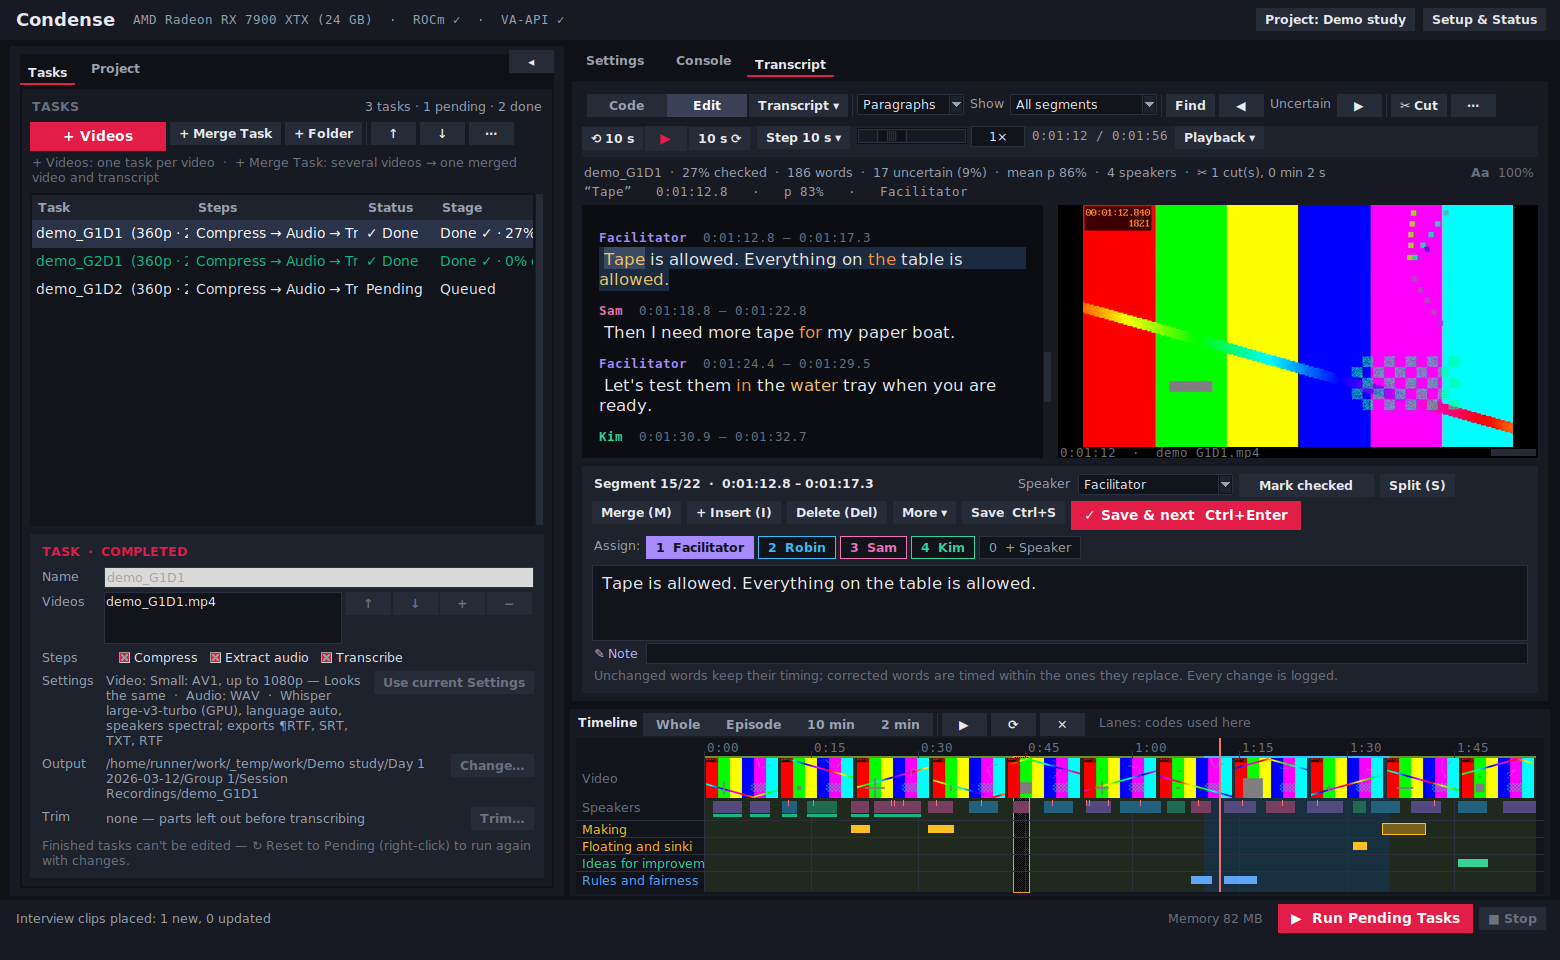 Condense AMD Radeon RX 7900 XTX (24 GB) · ROCm ✓ · VA-API ✓ Project: Demo study Setup & Status
Tasks Project ◂
TASKS 3 tasks · 1 pending · 2 done
+ Videos + Merge Task + Folder ↑ ↓ ⋯
+ Videos: one task per video · + Merge Task: several videos → one merged
video and transcript
Task Steps Status Stage
demo_G1D1 (360p · 2 Compress → Audio → Tr ✓ Done Done ✓ · 27%
demo_G2D1 (360p · 2 Compress → Audio → Tr ✓ Done Done ✓ · 0%
demo_G1D2 (360p · 2 Compress → Audio → Tr Pending Queued
TASK · COMPLETED
Name demo_G1D1
Videos demo_G1D1.mp4 ↑ ↓ + −
Steps Compress Extract audio Transcribe
Settings Video: Small: AV1, up to 1080p — Looks
the same · Audio: WAV · Whisper
large-v3-turbo (GPU), language auto,
speakers spectral; exports ¶RTF, SRT,
TXT, RTF
Use current Settings
Output /home/runner/work/_temp/work/Demo study/Day 1
2026-03-12/Group 1/Session
Recordings/demo_G1D1
Change…
Trim none — parts left out before transcribing Trim…
Finished tasks can't be edited — ↻ Reset to Pending (right-click) to run again
with changes.
Settings Console Transcript
Code Edit Transcript ▾ Paragraphs Show All segments Find ◀ Uncertain ▶ ✂ Cut ⋯
⟲ 10 s ▶ 10 s ⟳ Step 10 s ▾ 1× 0:01:12 / 0:01:56 Playback ▾
demo_G1D1 · 27% checked · 186 words · 17 uncertain (9%) · mean p 86% · 4 speakers · ✂ 1 cut(s), 0 min 2 s Aa 100%
“Tape” 0:01:12.8 · p 83% · Facilitator
Facilitator 0:01:12.8 – 0:01:17.3
Tape is allowed. Everything on the table is
allowed.
Sam 0:01:18.8 – 0:01:22.8
Then I need more tape for my paper boat.
Facilitator 0:01:24.4 – 0:01:29.5
Let's test them in the water tray when you are
ready.
Kim 0:01:30.9 – 0:01:32.7
00:01:12.840
1821
0:01:12 · demo_G1D1.mp4
Segment 15/22 · 0:01:12.8 – 0:01:17.3 Speaker Facilitator Mark checked Split (S)
Merge (M) + Insert (I) Delete (Del) More ▾ Save Ctrl+S ✓ Save & next Ctrl+Enter
Assign: 1 Facilitator 2 Robin 3 Sam 4 Kim 0 + Speaker
Tape is allowed. Everything on the table is allowed.
✎ Note
Unchanged words keep their timing; corrected words are timed within the ones they replace. Every change is logged.
Timeline Whole Episode 10 min 2 min ▶ ⟳ ✕ Lanes: codes used here
0:00 0:15 0:30 0:45 1:00 1:15 1:30 1:45
Video
Speakers
Making
Floating and sinki
Ideas for improvem
Rules and fairness
Interview clips placed: 1 new, 0 updated Memory 82 MB ▶ Run Pending Tasks ■ Stop